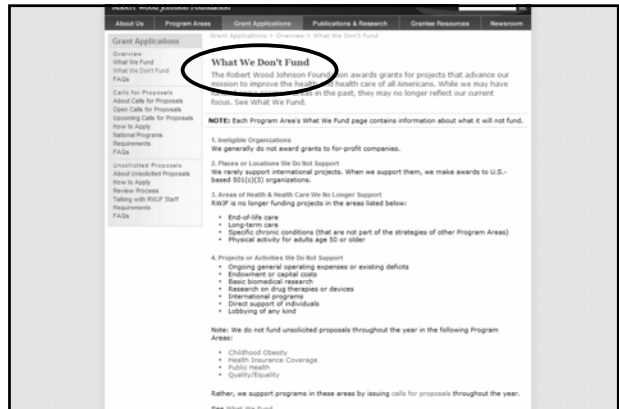 Robert Wood Johnson Foundation
About Us Program Areas Grant Applications Publications & Research Grantee Resources Newsroom
Grant Applications > Overview > What We Don't Fund
Grant Applications
Overview
What We Fund
What We Don't Fund
FAQs
Calls for Proposals
About Calls for Proposals
Open Calls for Proposals
Upcoming Calls for Proposals
How to Apply
National Programs
Requirements
FAQs
Unsolicited Proposals
About Unsolicited Proposals
How to Apply
Review Process
Talking with RWJF Staff
Requirements
FAQs
What We Don't Fund
The Robert Wood Johnson Foundation awards grants for projects that advance our
mission to improve the health and health care of all Americans. While we may have
in the past, they may no longer reflect our current
focus. See What We Fund.
NOTE: Each Program Area's What We Fund page contains information about what it will not fund.
1. Ineligible Organizations
We generally do not award grants to for-profit companies.
2. Places or Locations We Do Not Support
We rarely support international projects. When we support them, we make awards to U.S.-
based 501(c)(3) organizations.
3. Areas of Health & Health Care We No Longer Support
RWJF is no longer funding projects in the areas listed below:
• End-of-life care
• Long-term care
• Specific chronic conditions (that are not part of the strategies of other Program Areas)
• Physical activity for adults age 50 or older
4. Projects or Activities We Do Not Support
• Ongoing general operating expenses or existing deficits
• Endowment or capital costs
• Basic biomedical research
• Research on drug therapies or devices
• International programs
• Direct support of individuals
• Lobbying of any kind
Note: We do not fund unsolicited proposals throughout the year in the following Program
Areas:
• Childhood Obesity
• Health Insurance Coverage
• Public Health
• Quality/Equality
Rather, we support programs in these areas by issuing calls for proposals throughout the year.
See What We Fund